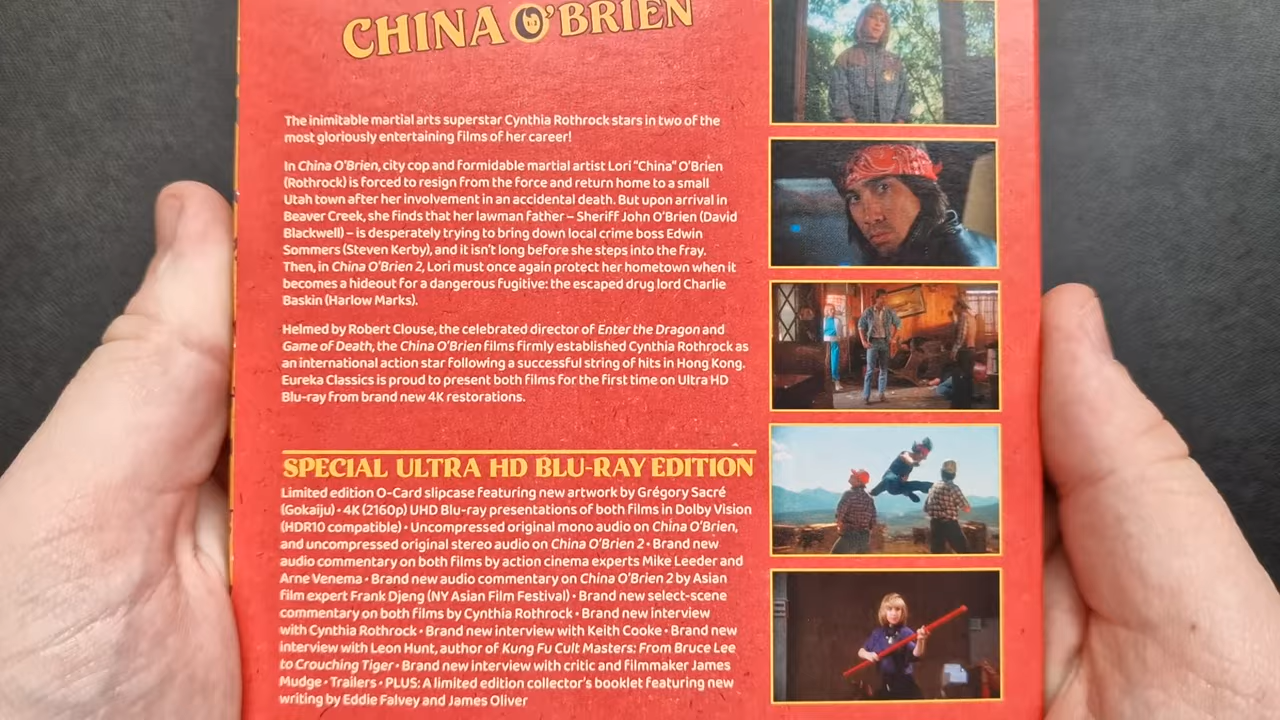 CHINA O'BRIEN
The inimitable martial arts superstar Cynthia Rothrock stars in two of the
most gloriously entertaining films of her career!
In China O'Brien, city cop and formidable martial artist Lori "China" O'Brien
(Rothrock) is forced to resign from the force and return home to a small
Utah town after her involvement in an accidental death. But upon arrival in
Beaver Creek, she finds that her lawman father – Sheriff John O'Brien (David
Blackwell) – is desperately trying to bring down local crime boss Edwin
Sommers (Steven Kerby), and it isn't long before she steps into the fray.
Then, in China O'Brien 2, Lori must once again protect her hometown when it
becomes a hideout for a dangerous fugitive: the escaped drug lord Charlie
Baskin (Harlow Marks).
Helmed by Robert Clouse, the celebrated director of Enter the Dragon and
Game of Death, the China O'Brien films firmly established Cynthia Rothrock as
an international action star following a successful string of hits in Hong Kong.
Eureka Classics is proud to present both films for the first time on Ultra HD
Blu-ray from brand new 4K restorations.
SPECIAL ULTRA HD BLU-RAY EDITION
Limited edition O-Card slipcase featuring new artwork by Grégory Sacré
(Gokaiju) • 4K (2160p) UHD Blu-ray presentations of both films in Dolby Vision
(HDR10 compatible) • Uncompressed original mono audio on China O'Brien,
and uncompressed original stereo audio on China O'Brien 2 • Brand new
audio commentary on both films by action cinema experts Mike Leeder and
Arne Venema • Brand new audio commentary on China O'Brien 2 by Asian
film expert Frank Djeng (NY Asian Film Festival) • Brand new select-scene
commentary on both films by Cynthia Rothrock • Brand new interview
with Cynthia Rothrock • Brand new interview with Keith Cooke • Brand new
interview with Leon Hunt, author of Kung Fu Cult Masters: From Bruce Lee
to Crouching Tiger • Brand new interview with critic and filmmaker James
Mudge • Trailers • PLUS: A limited edition collector's booklet featuring new
writing by Eddie Falvey and James Oliver